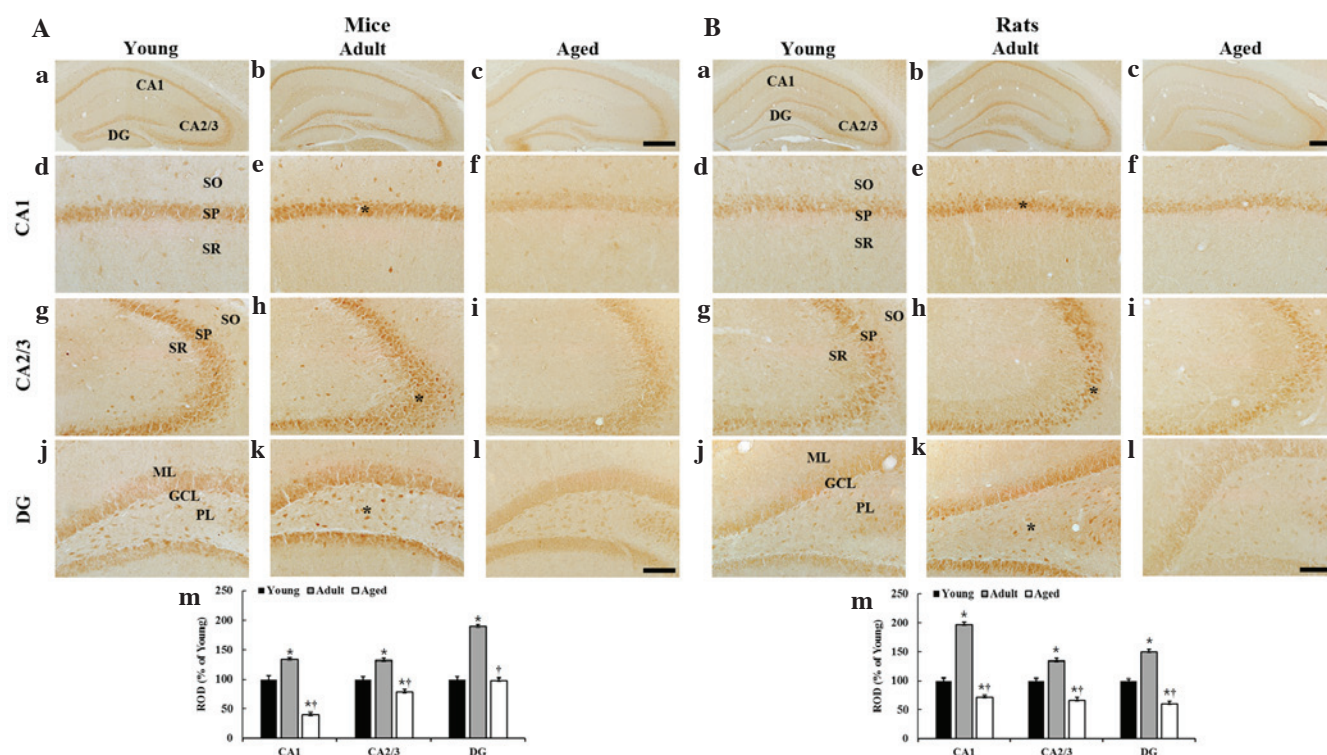 A
Mice
Young
Adult
Aged
a
CA1
DG
CA2/3
b
c
CA1
d
SO
SP
SR
e
*
f
CA2/3
g
SO
SP
SR
h
*
i
DG
j
ML
GCL
PL
k
*
l
m
Young Adult Aged
ROD (% of Young)
250
200
150
100
50
0
*
*†
*
*†
*
†
CA1 CA2/3 DG
B
Rats
Young
Adult
Aged
a
CA1
DG
CA2/3
b
c
d
SO
SP
SR
e
*
f
g
SO
SP
SR
h
*
i
j
ML
GCL
PL
k
*
l
m
Young Adult Aged
ROD (% of Young)
250
200
150
100
50
0
*
*†
*
*†
*
*†
CA1 CA2/3 DG